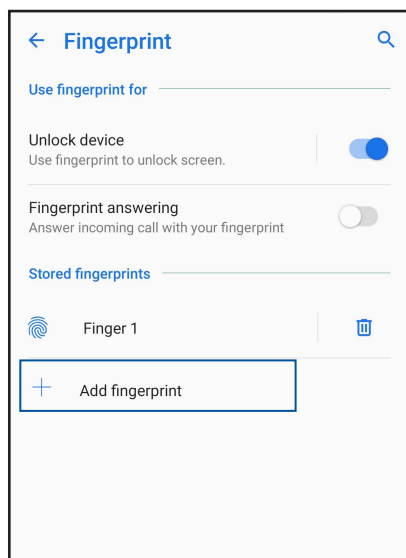 Fingerprint
Use fingerprint for
Unlock device
Use fingerprint to unlock screen.
Fingerprint answering
Answer incoming call with your fingerprint
Stored fingerprints
Finger 1
Add fingerprint